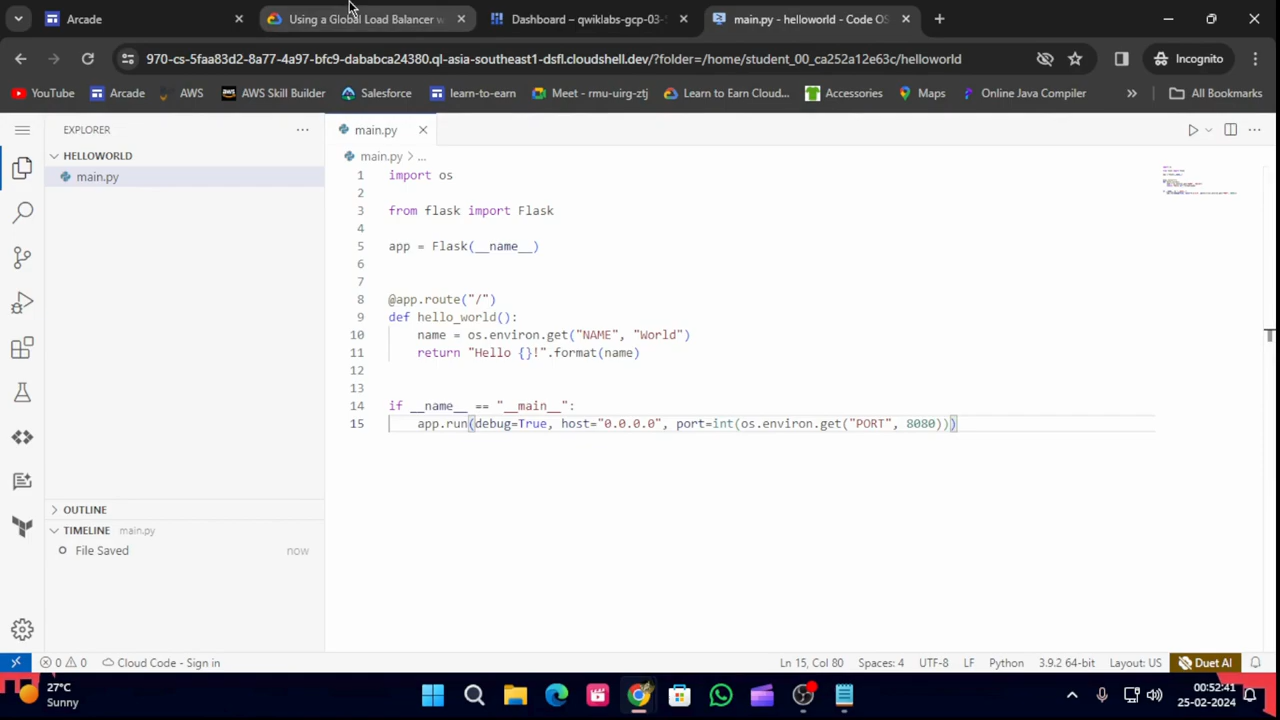 Arcade
Using a Global Load Balancer w
Dashboard – qwiklabs-gcp-03-
main.py - helloworld - Code OS
970-cs-5faa83d2-8a77-4a97-bfc9-dababca24380.ql-asia-southeast1-dsfl.cloudshell.dev/?folder=/home/student_00_ca252a12e63c/helloworld
Incognito
YouTube
Arcade
AWS
AWS Skill Builder
Salesforce
learn-to-earn
Meet - rmu-uirg-ztj
Learn to Earn Cloud...
Accessories
Maps
Online Java Compiler
»
All Bookmarks
EXPLORER
HELLOWORLD
main.py
OUTLINE
TIMELINE main.py
File Saved now
main.py
main.py > ...
1 import os
2
3 from flask import Flask
4
5 app = Flask(__name__)
6
7
8 @app.route("/")
9 def hello_world():
10 name = os.environ.get("NAME", "World")
11 return "Hello {}!".format(name)
12
13
14 if __name__ == "__main__":
15 app.run(debug=True, host="0.0.0.0", port=int(os.environ.get("PORT", 8080)))
0 0 Cloud Code - Sign in
Ln 15, Col 80 Spaces: 4 UTF-8 LF Python 3.9.2 64-bit Layout: US Duet AI
27°C
Sunny
00:52:41
25-02-2024